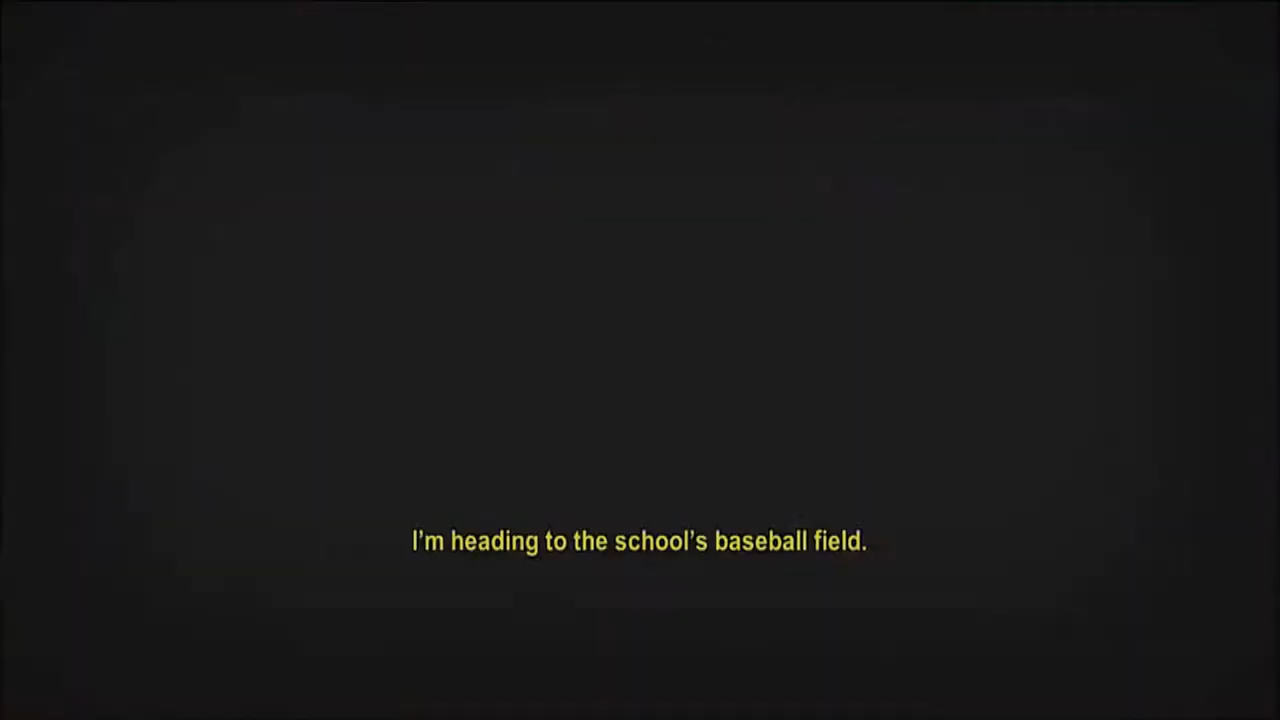 I’m heading to the school’s baseball field.